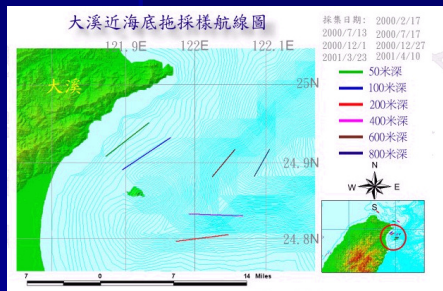 大溪近海底拖採樣航線圖
採集日期: 2000/2/17
2000/7/13 2000/7/17
2000/12/1 2000/12/27
2001/3/23 2001/4/10
121.9E 122E 122.1E
25N
大溪
50米深
100米深
200米深
400米深
600米深
800米深
24.9N
N
W E
S
24.8N
7 0 7 14 Miles